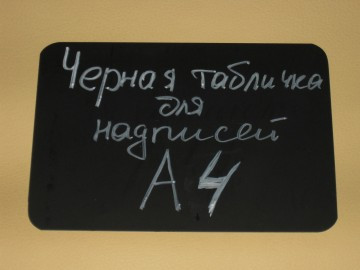 Черная табличка
для
надписей
А4